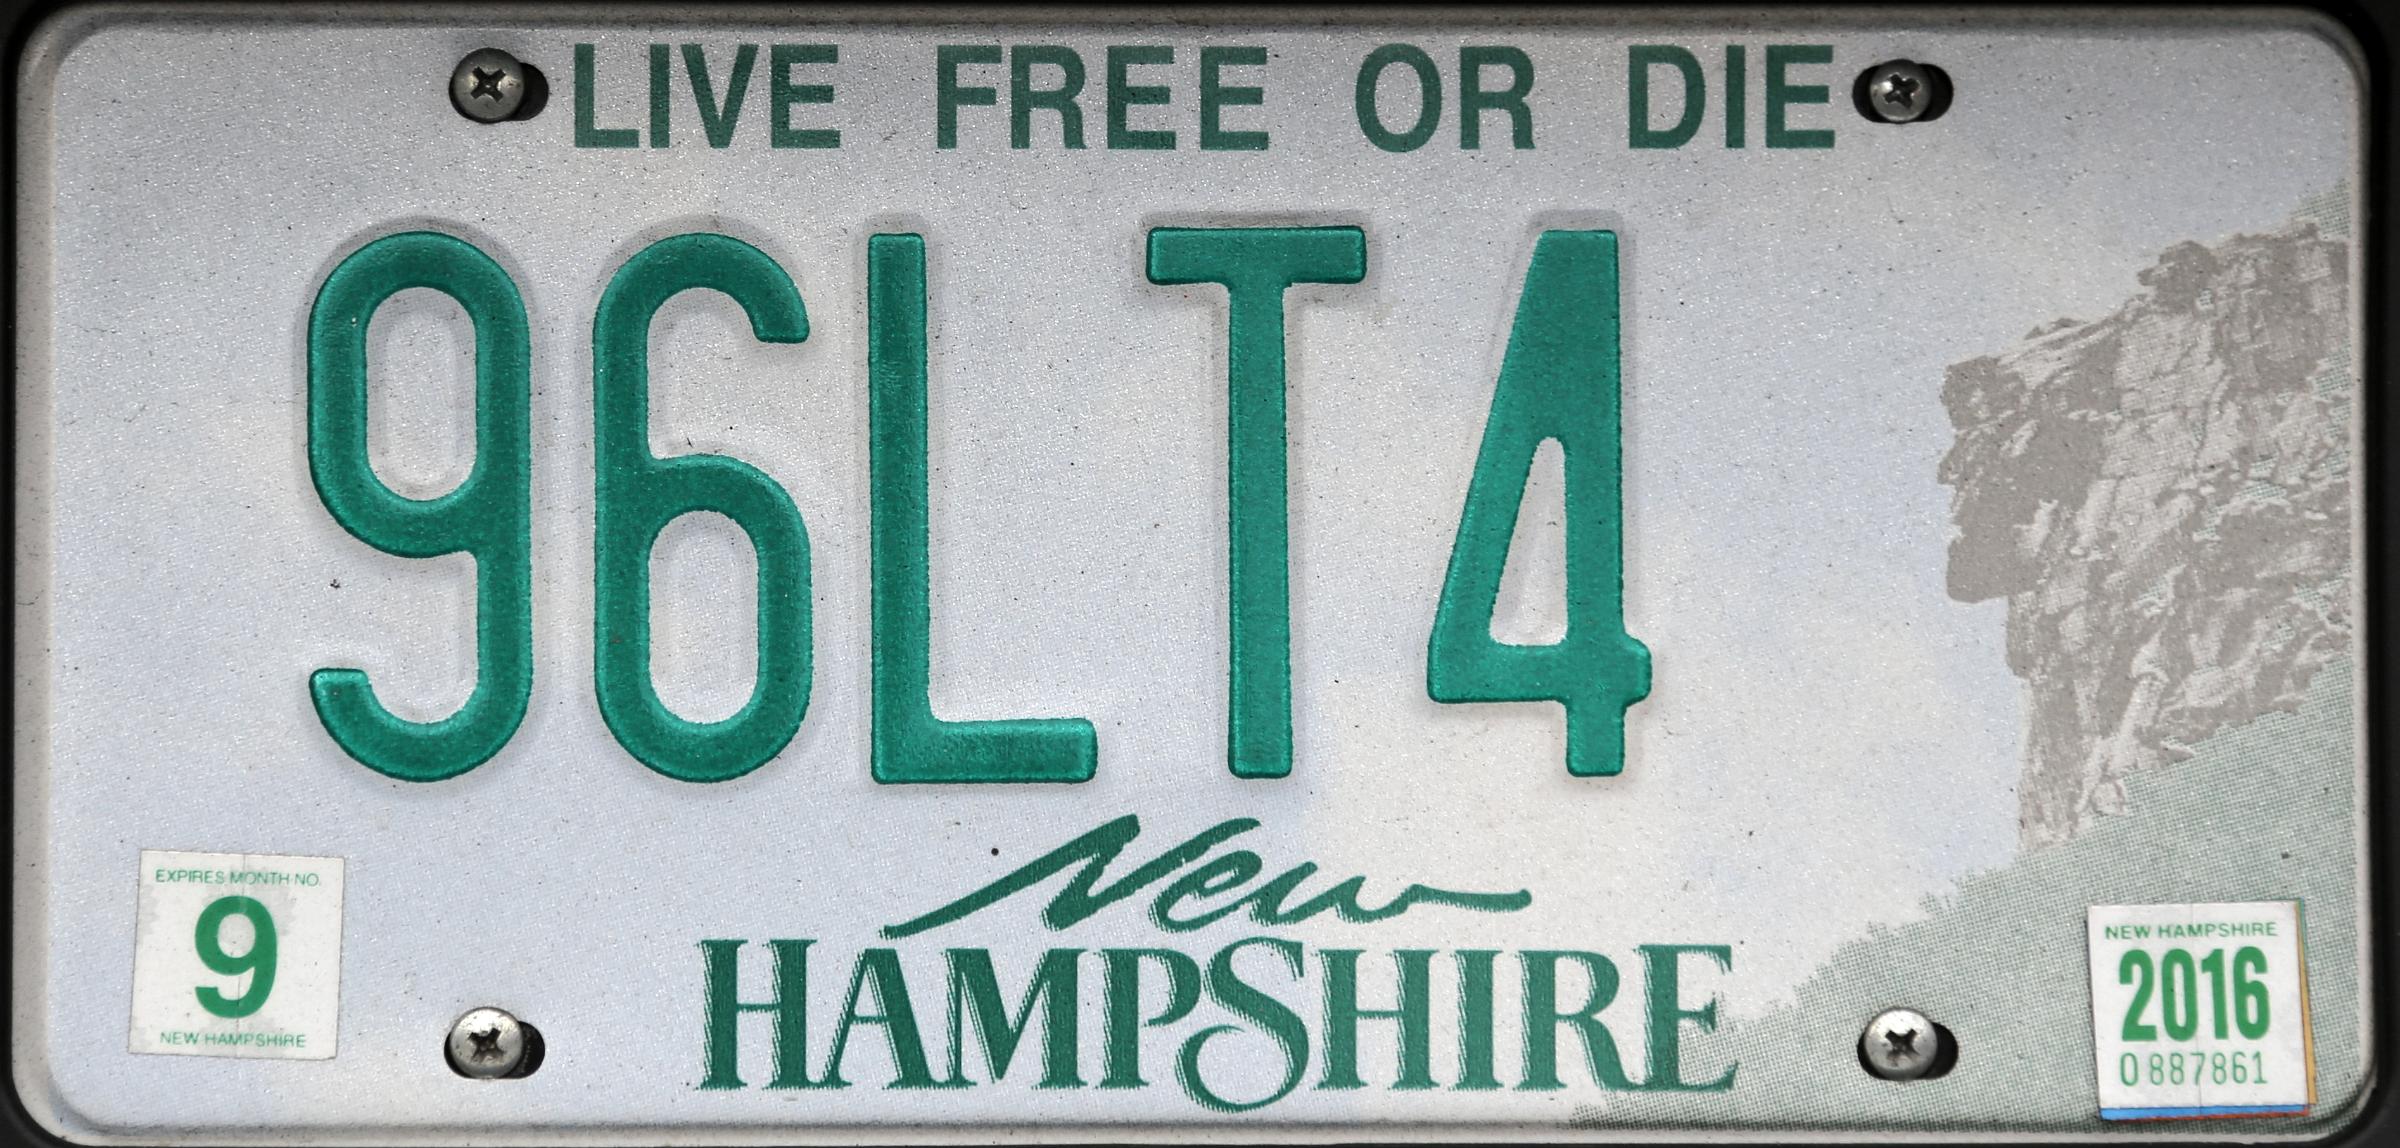 LIVE FREE OR DIE
96LT4
New
HAMPSHIRE
EXPIRES MONTH NO.
9
NEW HAMPSHIRE
NEW HAMPSHIRE
2016
0887861